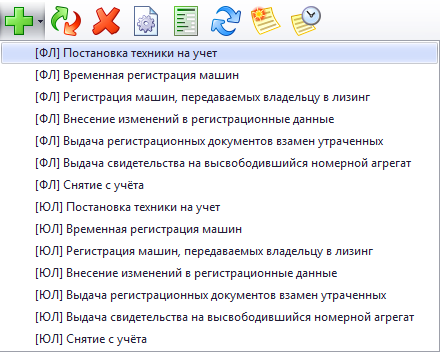 [ФЛ] Постановка техники на учет
[ФЛ] Временная регистрация машин
[ФЛ] Регистрация машин, передаваемых владельцу в лизинг
[ФЛ] Внесение изменений в регистрационные данные
[ФЛ] Выдача регистрационных документов взамен утраченных
[ФЛ] Выдача свидетельства на высвободившийся номерной агрегат
[ФЛ] Снятие с учёта
[ЮЛ] Постановка техники на учет
[ЮЛ] Временная регистрация машин
[ЮЛ] Регистрация машин, передаваемых владельцу в лизинг
[ЮЛ] Внесение изменений в регистрационные данные
[ЮЛ] Выдача регистрационных документов взамен утраченных
[ЮЛ] Выдача свидетельства на высвободившийся номерной агрегат
[ЮЛ] Снятие с учёта